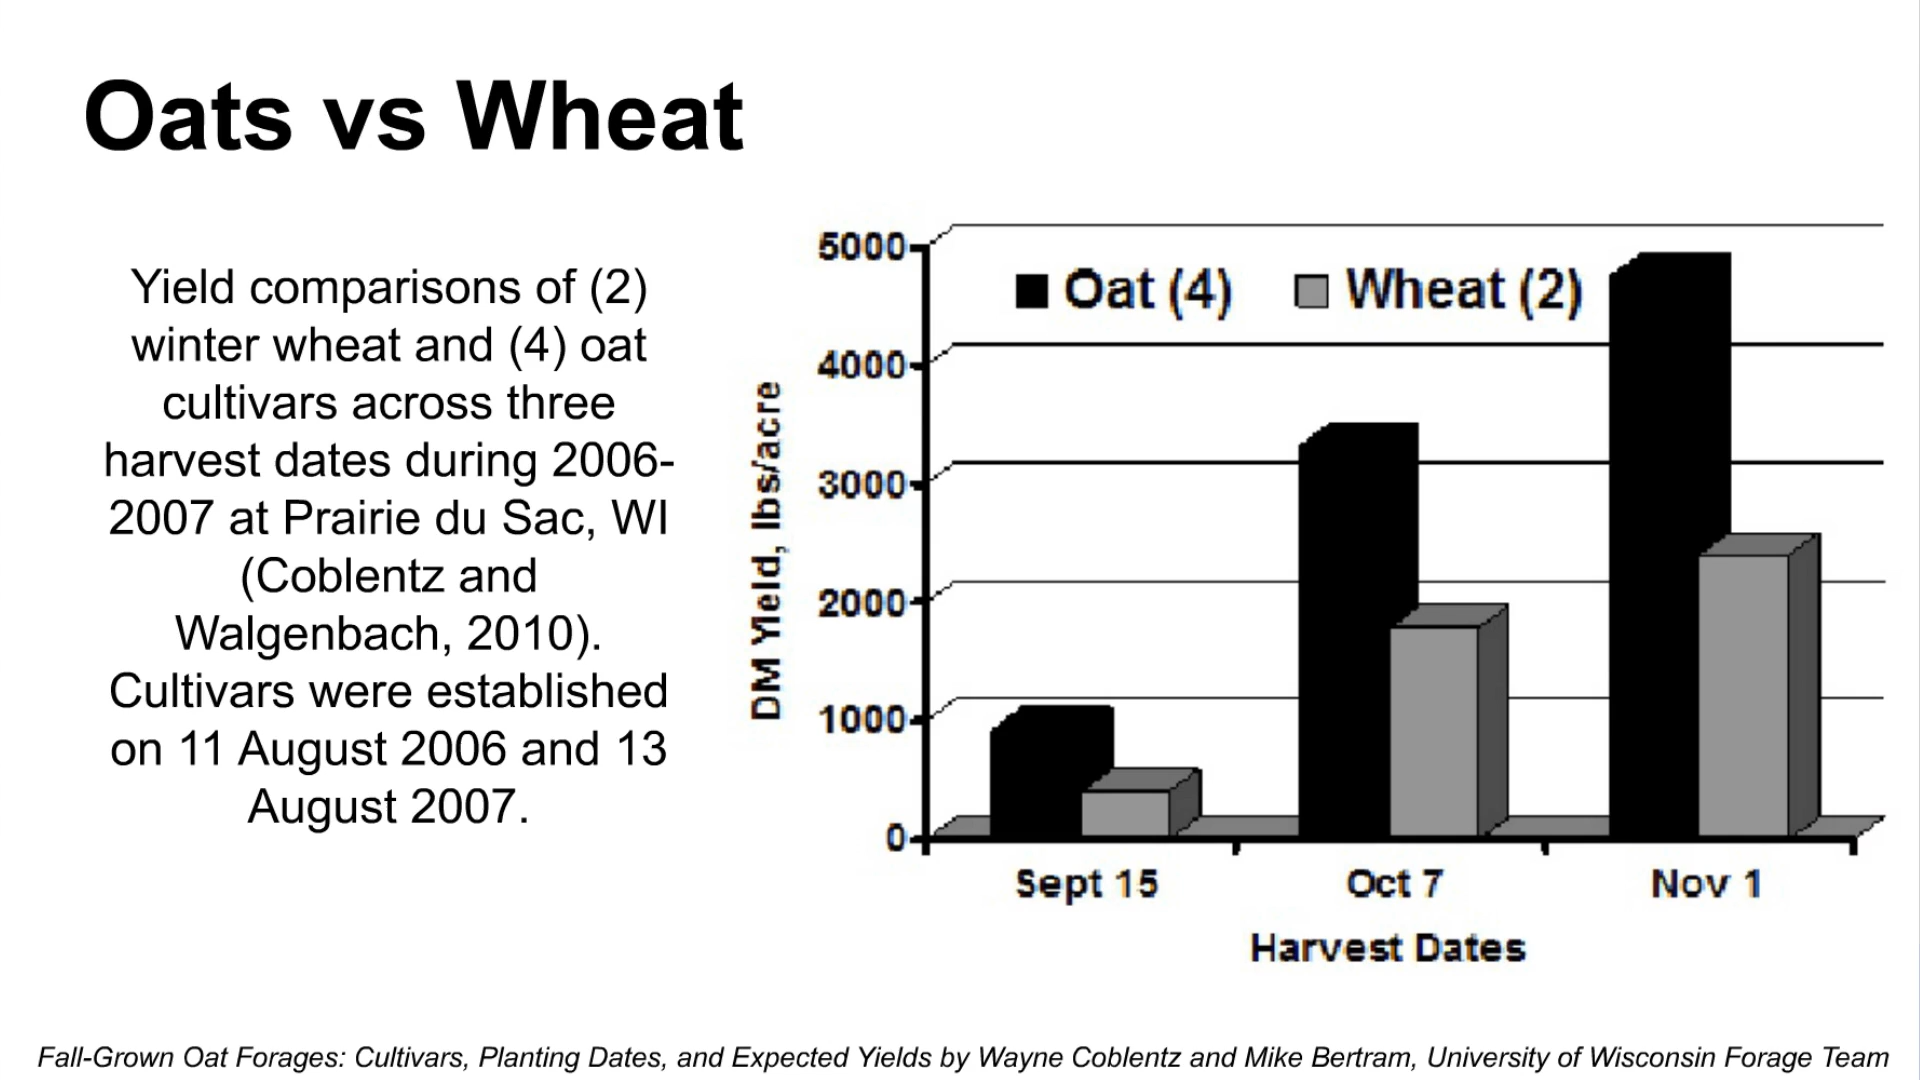 Oats vs Wheat
Yield comparisons of (2)
winter wheat and (4) oat
cultivars across three
harvest dates during 2006-
2007 at Prairie du Sac, WI
(Coblentz and
Walgenbach, 2010).
Cultivars were established
on 11 August 2006 and 13
August 2007.
DM Yield, lbs/acre
5000
4000
3000
2000
1000
0
Oat (4) Wheat (2)
Sept 15 Oct 7 Nov 1
Harvest Dates
Fall-Grown Oat Forages: Cultivars, Planting Dates, and Expected Yields by Wayne Coblentz and Mike Bertram, University of Wisconsin Forage Team